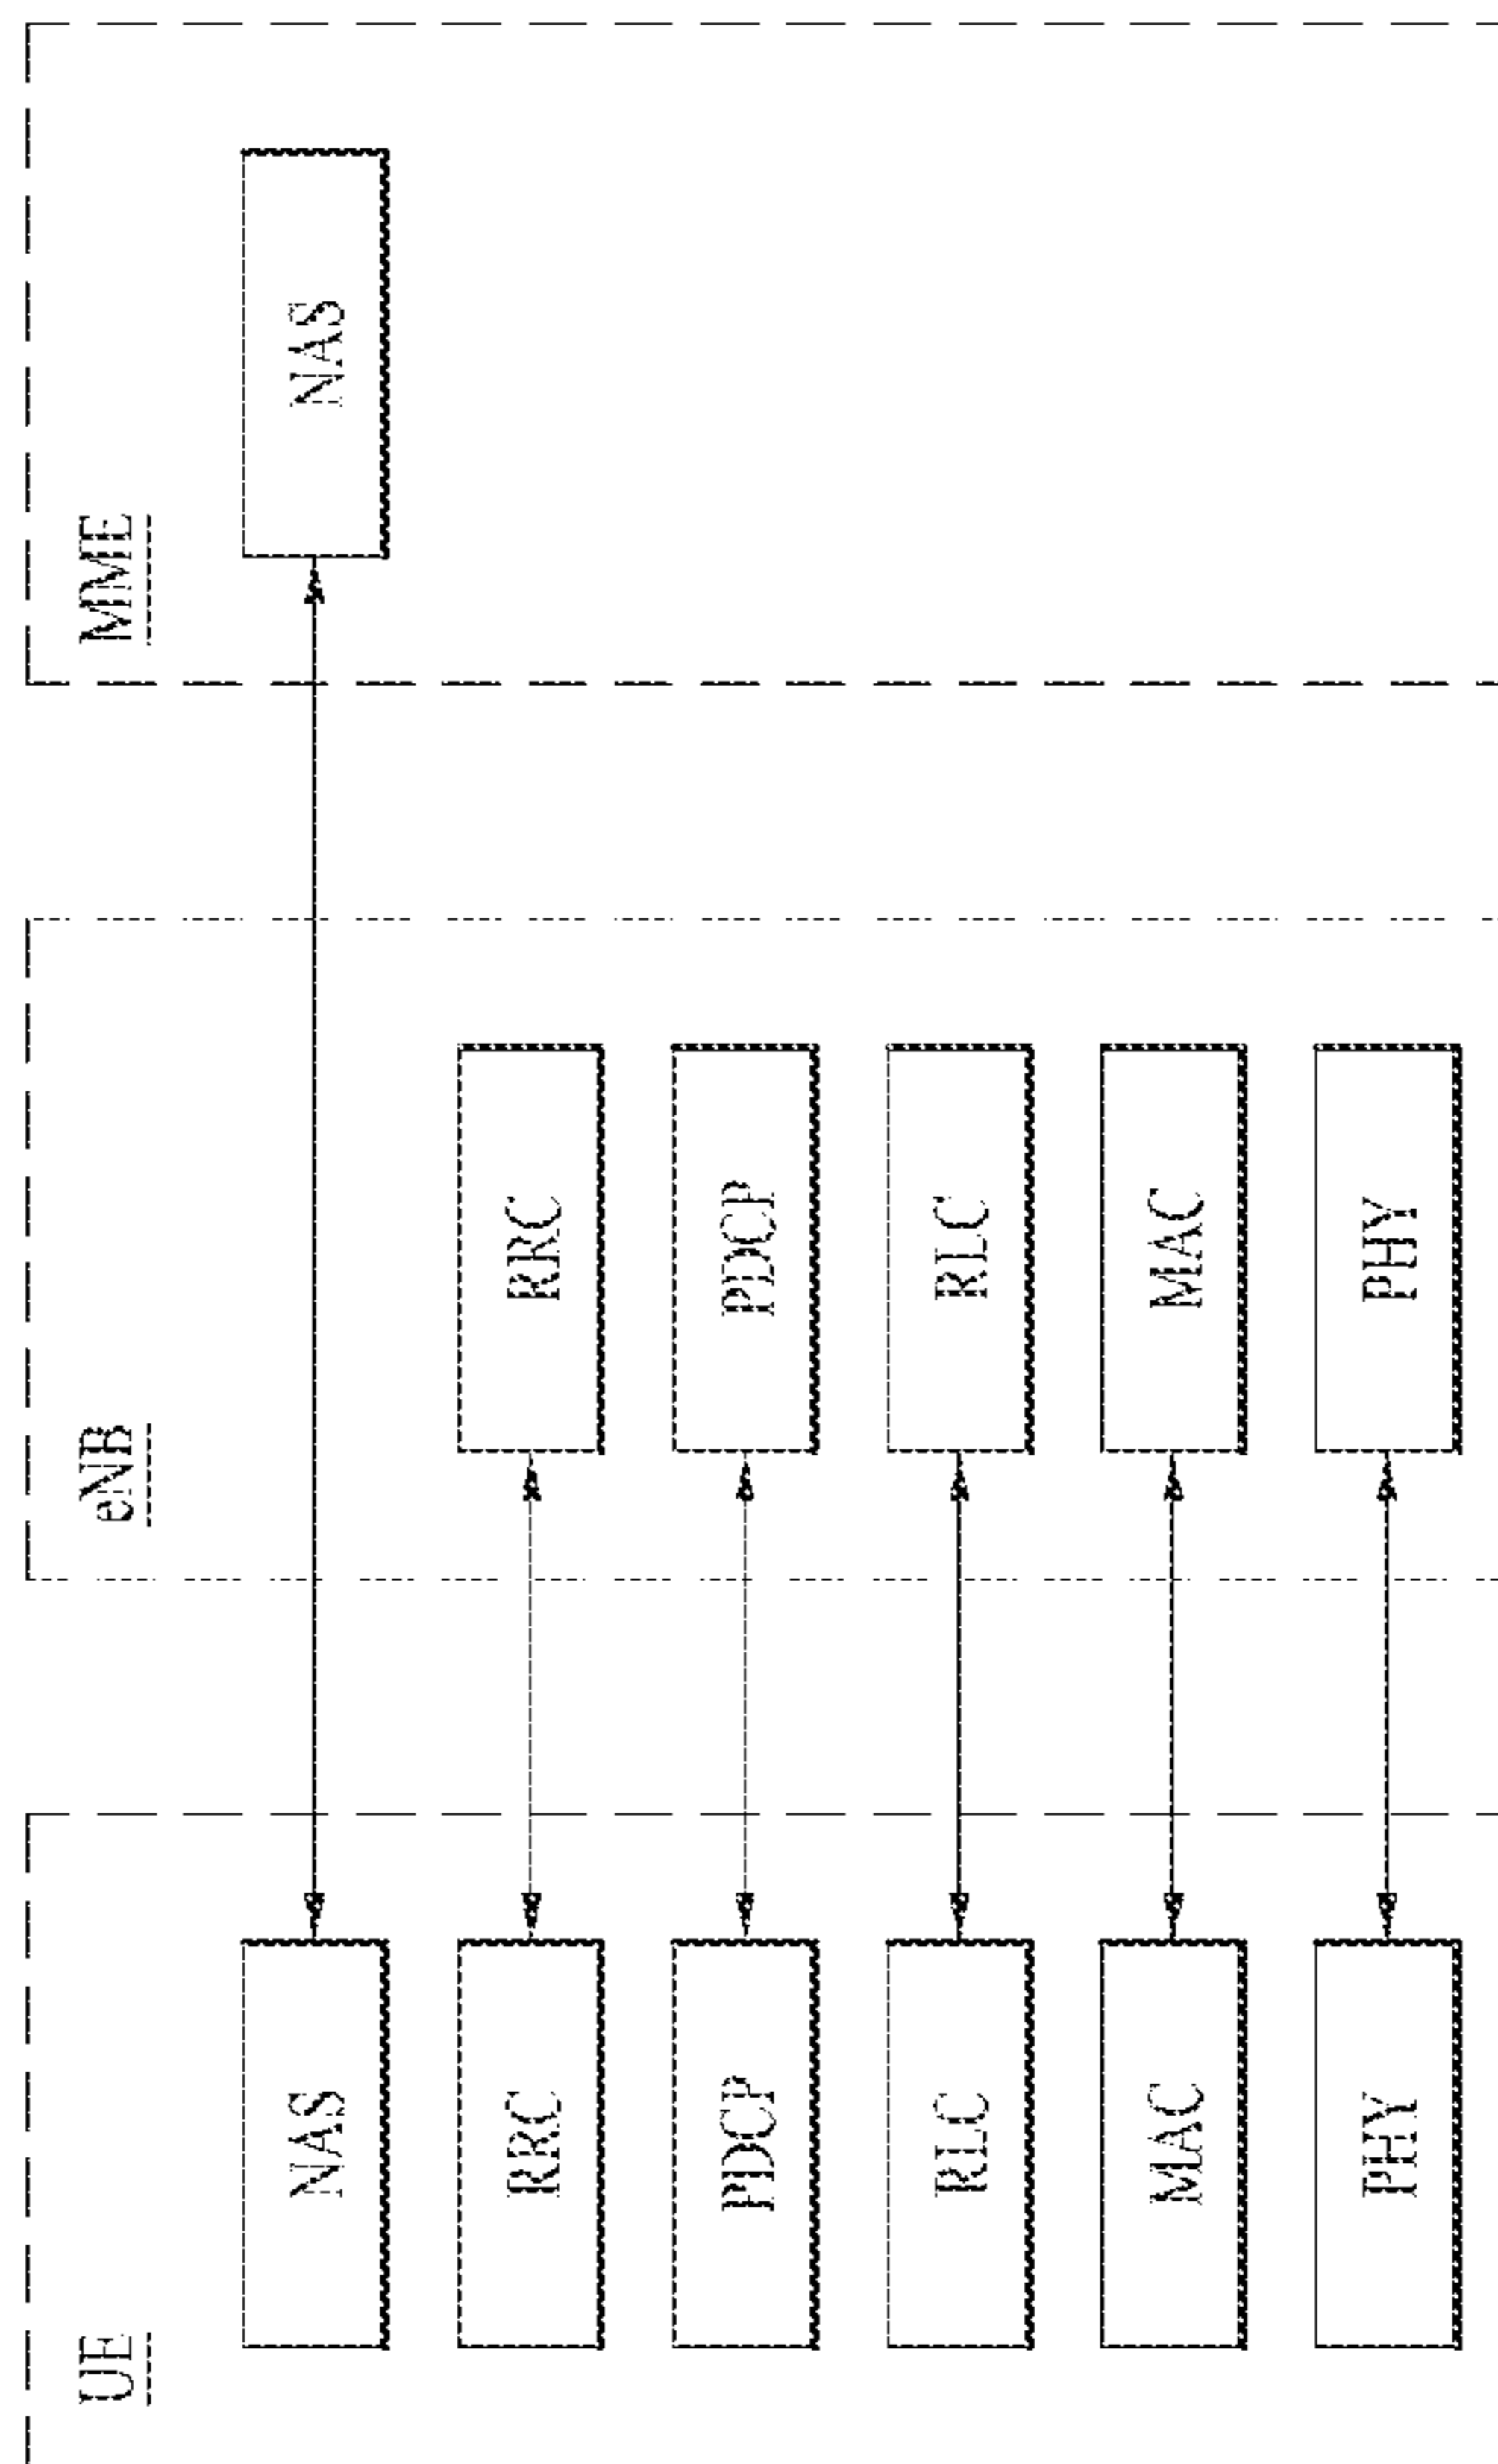 UE
NAS
RRC
PDCP
RLC
MAC
PHY
eNB
RRC
PDCP
RLC
MAC
PHY
MME
NAS